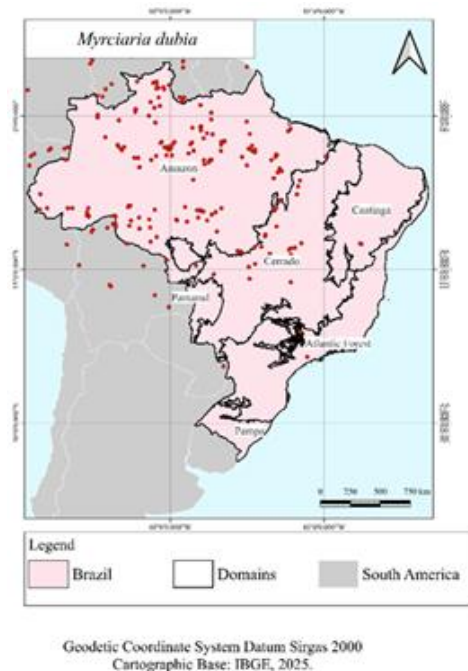 Myrciaria dubia
Amazon
Caatinga
Cerrado
Pantanal
Atlantic Forest
Pampa
0 250 500 750 km
Legend
Brazil
Domains
South America
Geodetic Coordinate System Datum Sirgas 2000
Cartographic Base: IBGE, 2025.